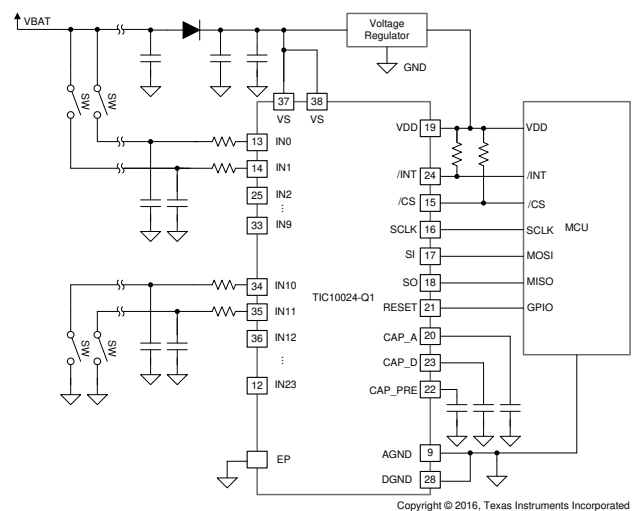 VBAT
Voltage
Regulator
GND
SW
SW
37
38
VS
VS
VDD
19
VDD
13
IN0
14
IN1
/INT
24
/INT
25
IN2
/CS
15
/CS
33
IN9
SCLK
16
SCLK
MCU
SI
17
MOSI
34
IN10
SO
18
MISO
TIC10024-Q1
35
IN11
RESET
21
GPIO
36
IN12
CAP_A
20
SW
SW
CAP_D
23
12
IN23
CAP_PRE
22
EP
AGND
9
DGND
28
Copyright © 2016, Texas Instruments Incorporated